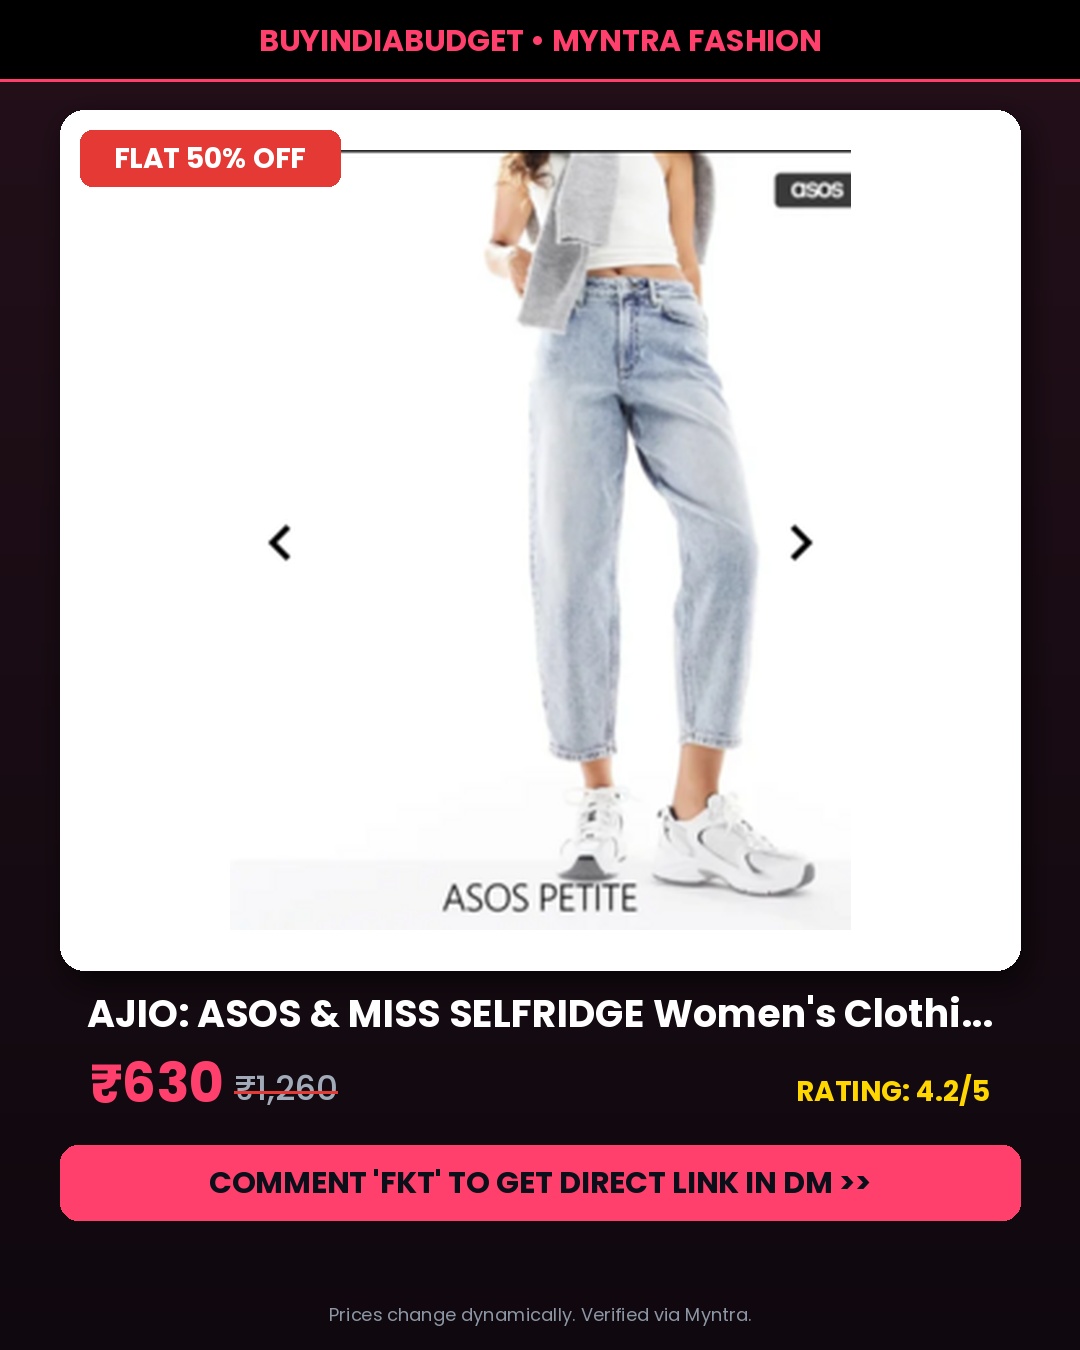 BUYINDIABUDGET • MYNTRA FASHION
FLAT 50% OFF
asos
ASOS PETITE
AJIO: ASOS & MISS SELFRIDGE Women's Clothi...
₹630 ₹1,260
RATING: 4.2/5
COMMENT 'FKT' TO GET DIRECT LINK IN DM >>
Prices change dynamically. Verified via Myntra.